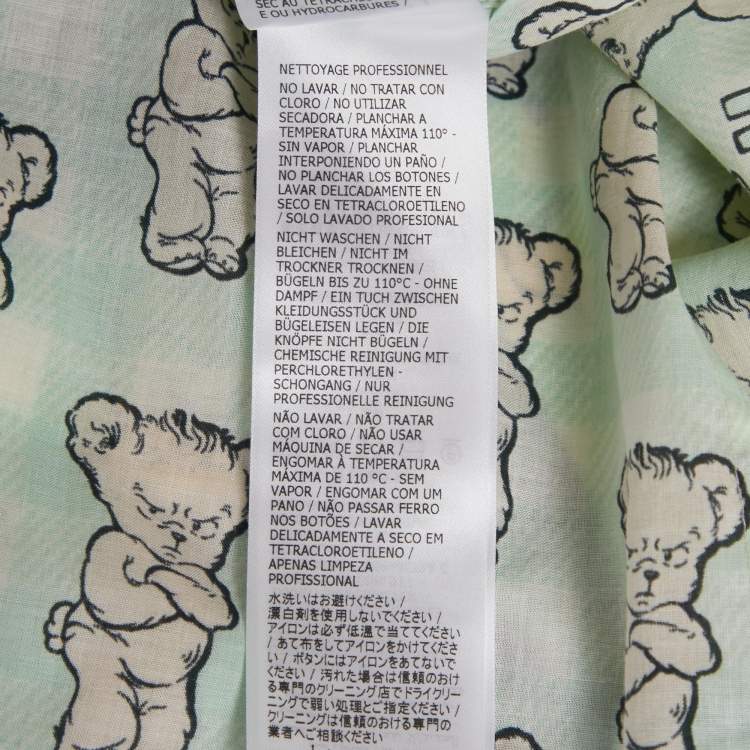 SEC AU
E OU HYDROCARBURES /
NETTOYAGE PROFESSIONNEL
NO LAVAR / NO TRATAR CON
CLORO / NO UTILIZAR
SECADORA / PLANCHAR A
TEMPERATURA MÁXIMA 110° -
SIN VAPOR / PLANCHAR
INTERPONIENDO UN PAÑO /
NO PLANCHAR LOS BOTONES /
LAVAR DELICADAMENTE EN
SECO EN TETRACLOROETILENO
/ SOLO LAVADO PROFESIONAL
NICHT WASCHEN / NICHT
BLEICHEN / NICHT IM
TROCKNER TROCKNEN /
BÜGELN BIS ZU 110°C - OHNE
DAMPF / EIN TUCH ZWISCHEN
KLEIDUNGSSTÜCK UND
BÜGELEISEN LEGEN / DIE
KNÖPFE NICHT BÜGELN /
CHEMISCHE REINIGUNG MIT
PERCHLORETHYLEN -
SCHONGANG / NUR
PROFESSIONELLE REINIGUNG
NÃO LAVAR / NÃO TRATAR
COM CLORO / NÃO USAR
MÁQUINA DE SECAR /
ENGOMAR À TEMPERATURA
MÁXIMA DE 110 °C - SEM
VAPOR / ENGOMAR COM UM
PANO / NÃO PASSAR FERRO
NOS BOTÕES / LAVAR
DELICADAMENTE A SECO EM
TETRACLOROETILENO /
APENAS LIMPEZA
PROFISSIONAL
水洗いはお避けください /
漂白剤を使用しないでください /
アイロンは必ず低温で当ててください
/ あて布をしてアイロンをかけてください
/ ボタンにはアイロンをあてないで
ください / 汚れた場合は信頼のおけ
る専門のクリーニング店でドライクリー
ニングで弱い処理とご指定ください /
クリーニングは信頼のおける専門の
業者へご依頼ください